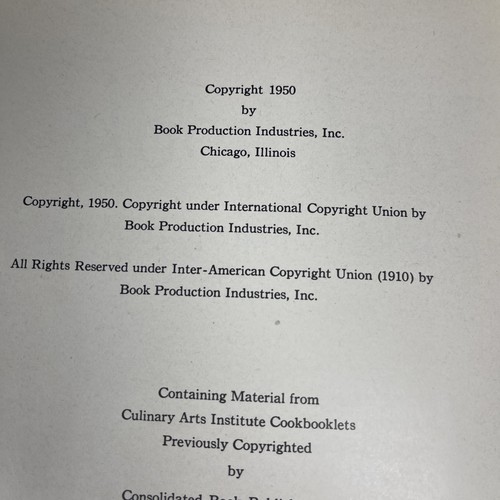 Copyright 1950
by
Book Production Industries, Inc.
Chicago, Illinois
Copyright, 1950. Copyright under International Copyright Union by
Book Production Industries, Inc.
All Rights Reserved under Inter-American Copyright Union (1910) by
Book Production Industries, Inc.
Containing Material from
Culinary Arts Institute Cookbooklets
Previously Copyrighted
by
Consolidated Book